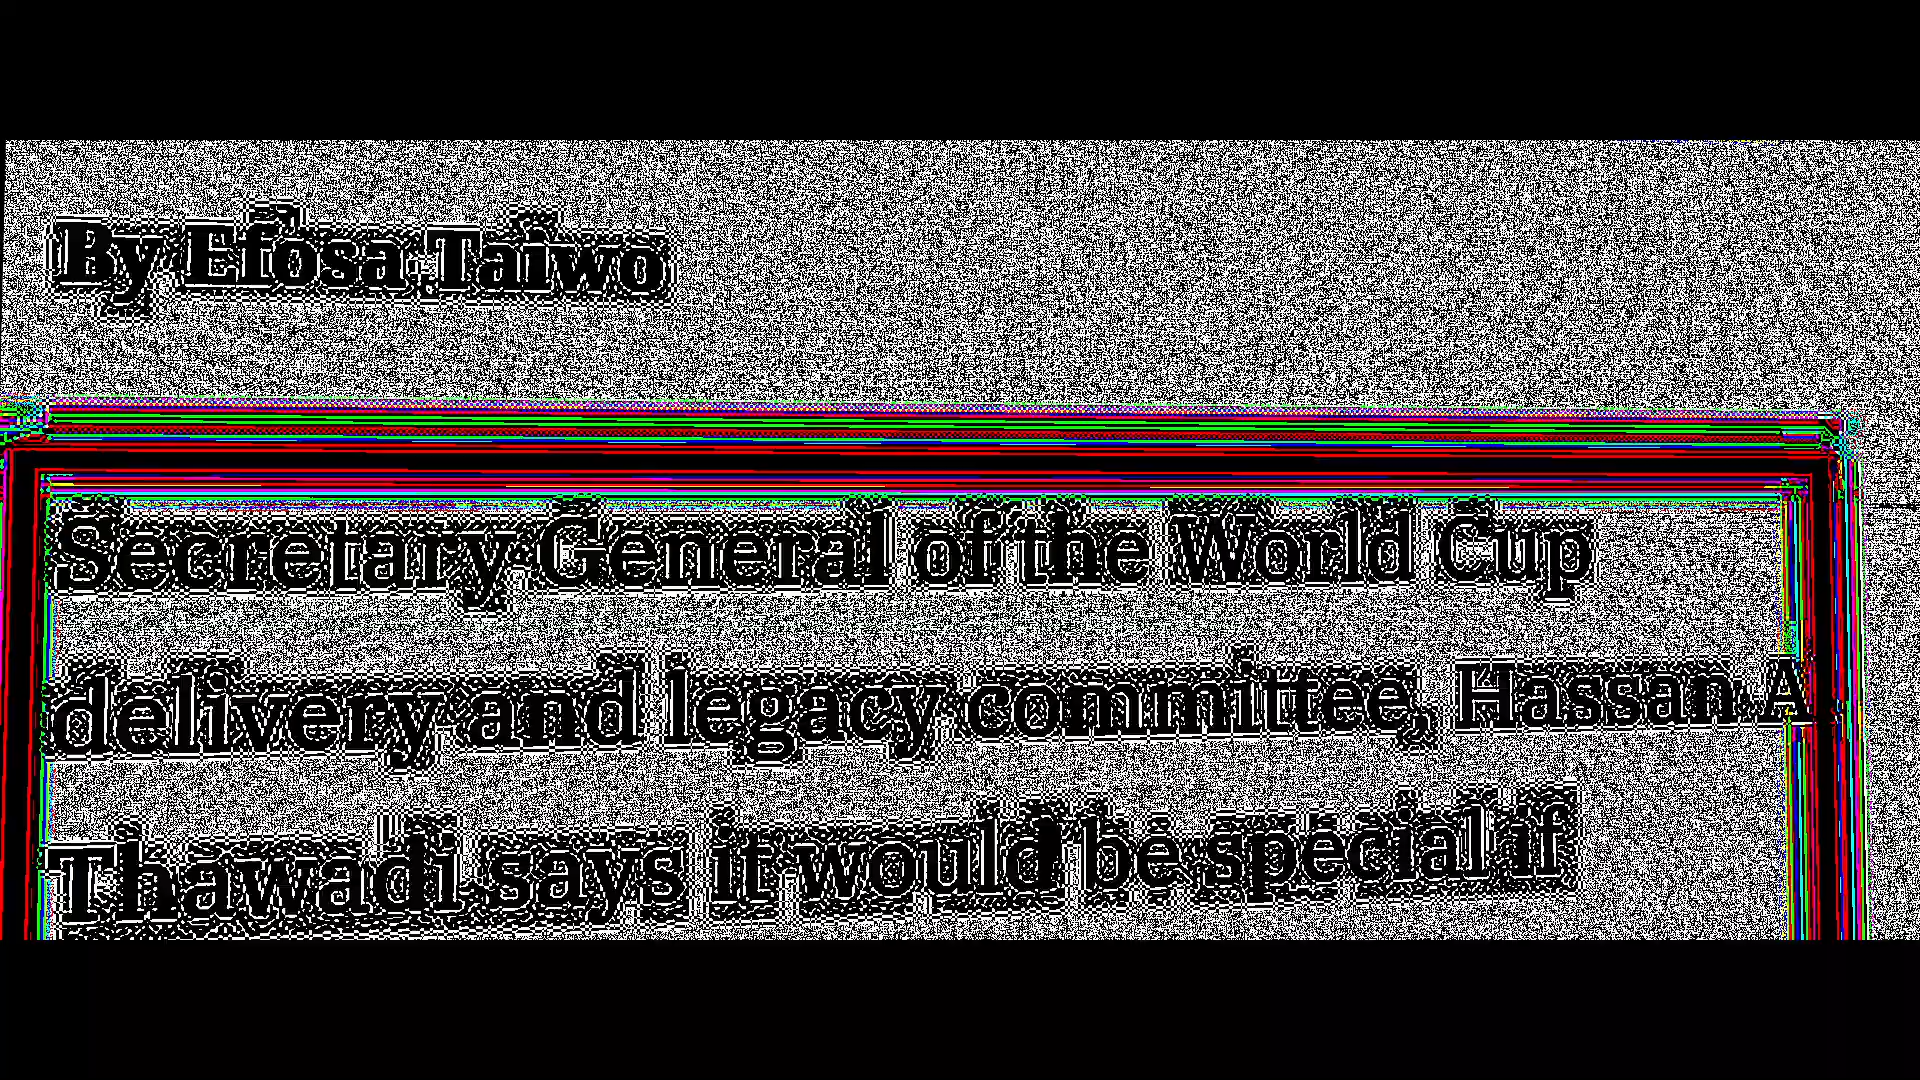 By Efosa Taiwo
Secretary General of the World Cup
delivery and legacy committee, Hassan A
Thawadi says it would be special if